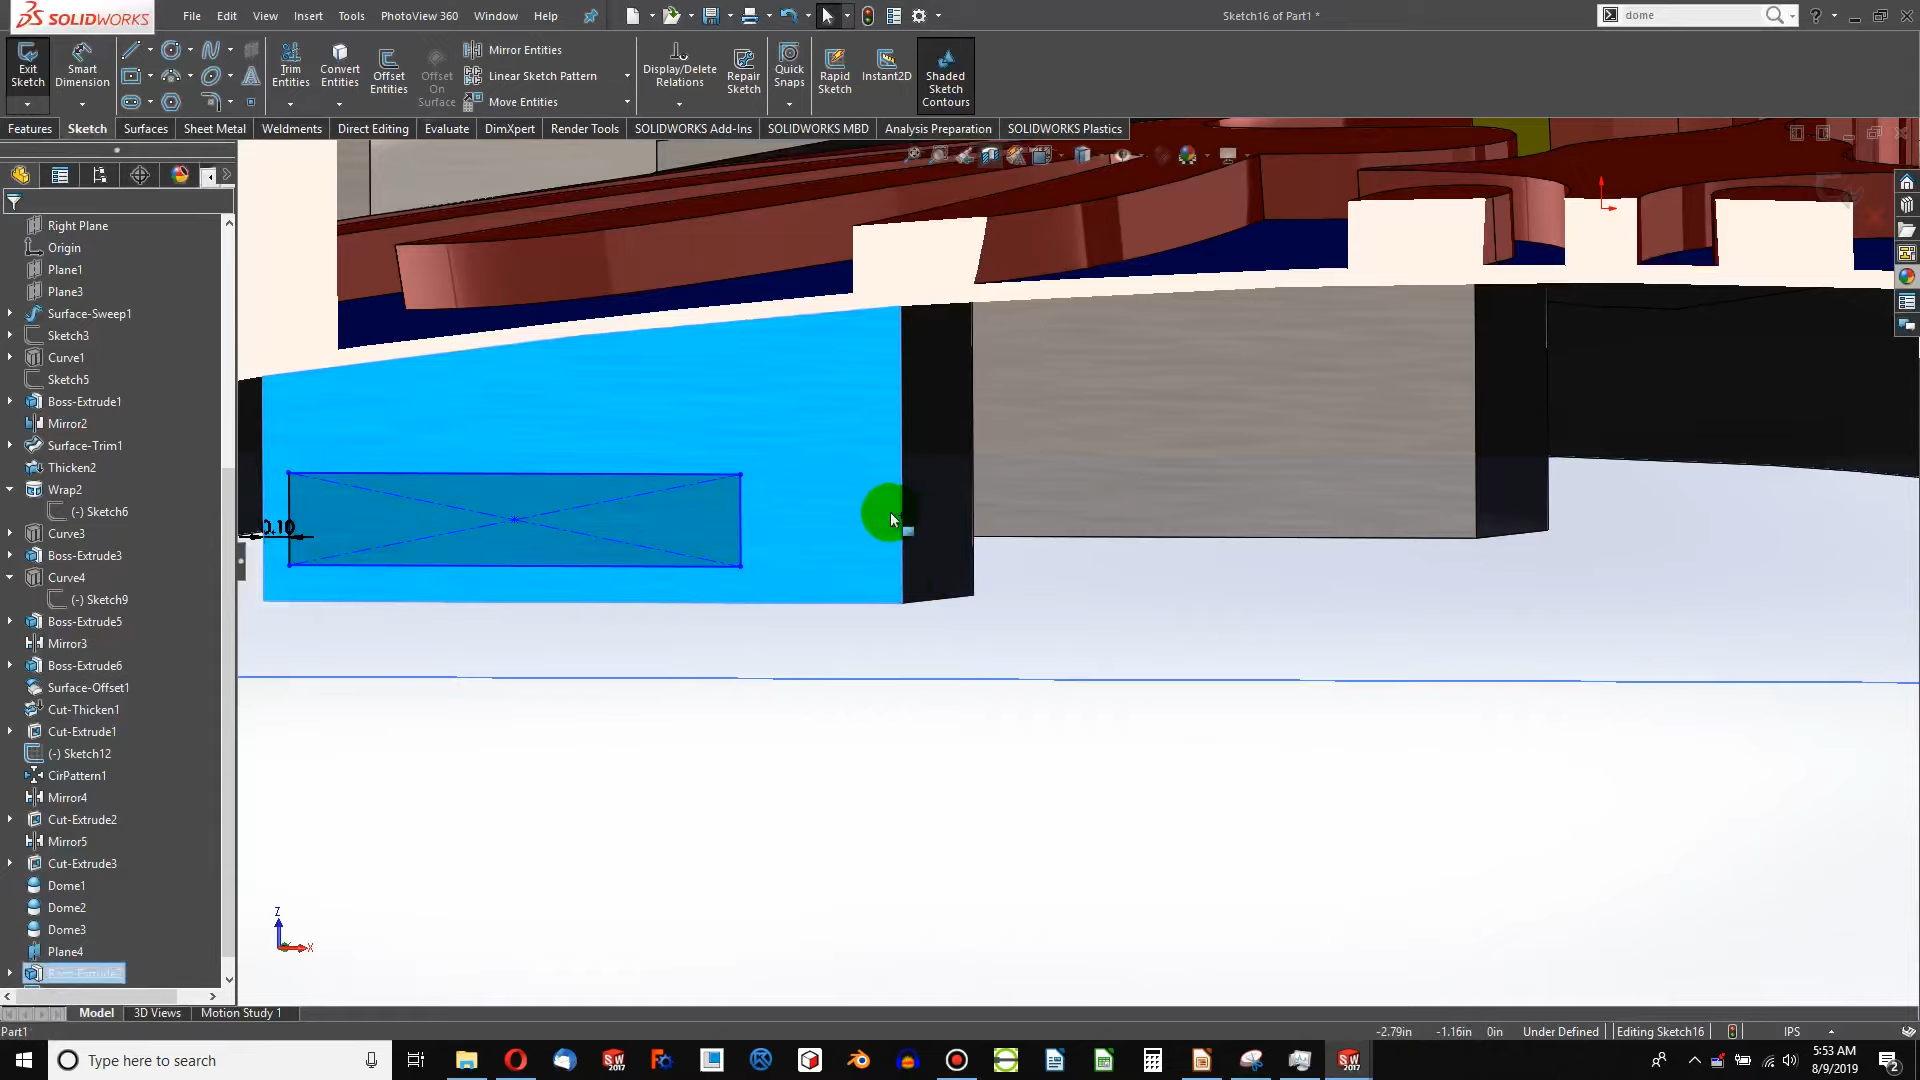 SOLIDWORKS
File Edit View Insert Tools PhotoView 360 Window Help
Sketch16 of Part1 *
dome
Exit Sketch
Smart Dimension
Trim Entities
Convert Entities
Offset Entities
Offset On Surface
Mirror Entities
Linear Sketch Pattern
Move Entities
Display/Delete Relations
Repair Sketch
Quick Snaps
Rapid Sketch
Instant2D
Shaded Sketch Contours
Features Sketch Surfaces Sheet Metal Weldments Direct Editing Evaluate DimXpert Render Tools SOLIDWORKS Add-Ins SOLIDWORKS MBD Analysis Preparation SOLIDWORKS Plastics
Right Plane
Origin
Plane1
Plane3
Surface-Sweep1
Sketch3
Curve1
Sketch5
Boss-Extrude1
Mirror2
Surface-Trim1
Thicken2
Wrap2
(-) Sketch6
Curve3
Boss-Extrude3
Curve4
(-) Sketch9
Boss-Extrude5
Mirror3
Boss-Extrude6
Surface-Offset1
Cut-Thicken1
Cut-Extrude1
(-) Sketch12
CirPattern1
Mirror4
Cut-Extrude2
Mirror5
Cut-Extrude3
Dome1
Dome2
Dome3
Plane4
0.10
Z
X
Model 3D Views Motion Study 1
Part1
-2.79in -1.16in 0in Under Defined Editing Sketch16 IPS
Type here to search
SW 2017
SW 2017
5:53 AM
8/9/2019
2